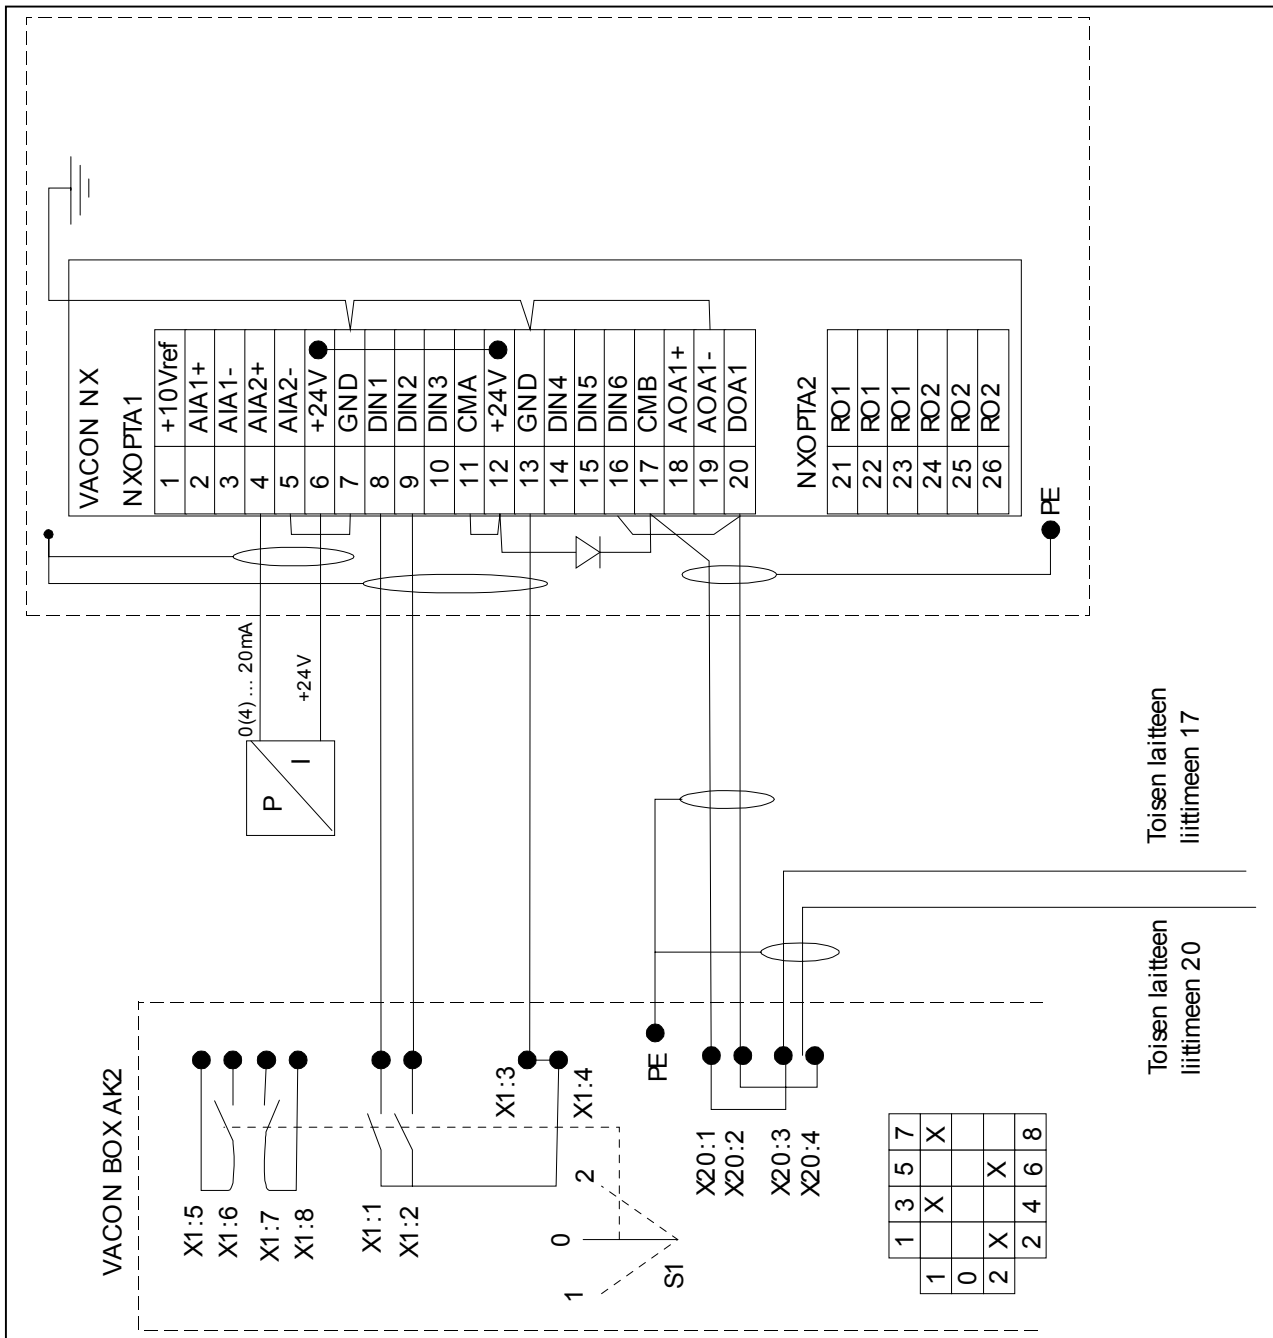 VACON NX
NXOPTA1
1 +10Vref
2 AIA1+
3 AIA1-
4 AIA2+
5 AIA2-
6 +24V
7 GND
8 DIN1
9 DIN2
10 DIN3
11 CMA
12 +24V
13 GND
14 DIN4
15 DIN5
16 DIN6
17 CMB
18 AOA1+
19 AOA1-
20 DOA1
NXOPTA2
21 RO1
22 RO1
23 RO1
24 RO2
25 RO2
26 RO2
PE
0(4) ... 20mA
+24V
P
I
Toisen laitteen
liittimeen 17
Toisen laitteen
liittimeen 20
VACON BOX AK2
X1:5
X1:6
X1:7
X1:8
X1:1
X1:2
X1:3
X1:4
1
0
2
S1
PE
X20:1
X20:2
X20:3
X20:4
1 3 5 7
1 X X
0
2 X X
2 4 6 8